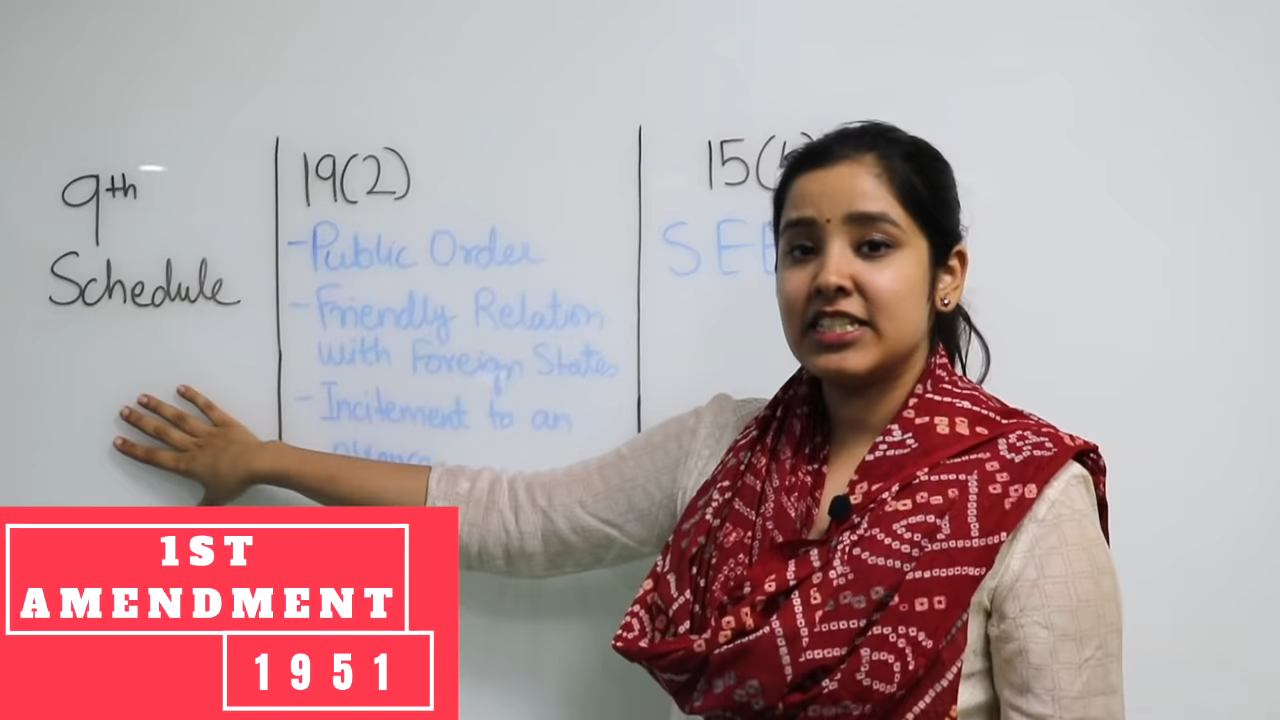 9th
Schedule
19(2)
-Public Order
-Friendly Relation
with Foreign States
-Incitement to an
15(
SE
1ST
AMENDMENT
1951